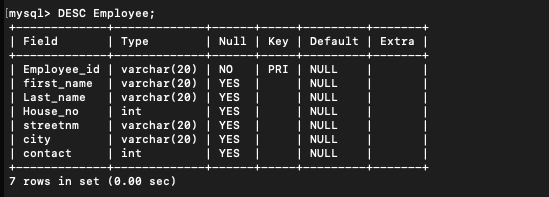 [mysql> DESC Employee;
+-------------+-------------+------+-----+---------+-------+
| Field       | Type        | Null | Key | Default | Extra |
+-------------+-------------+------+-----+---------+-------+
| Employee_id | varchar(20) | NO   | PRI | NULL    |       |
| first_name  | varchar(20) | YES  |     | NULL    |       |
| Last_name   | varchar(20) | YES  |     | NULL    |       |
| House_no    | int         | YES  |     | NULL    |       |
| streetnm    | varchar(20) | YES  |     | NULL    |       |
| city        | varchar(20) | YES  |     | NULL    |       |
| contact     | int         | YES  |     | NULL    |       |
+-------------+-------------+------+-----+---------+-------+
7 rows in set (0.00 sec)